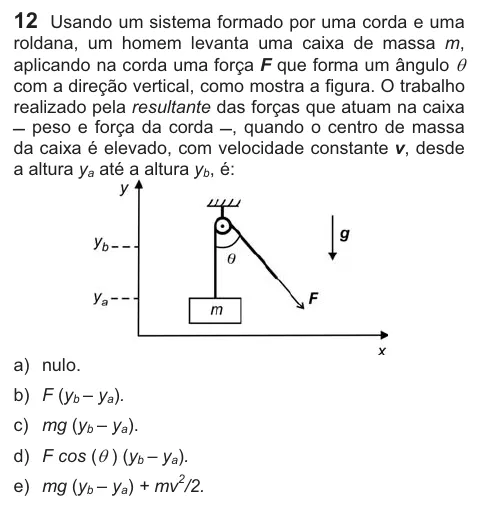 12 Usando um sistema formado por uma corda e uma
roldana, um homem levanta uma caixa de massa m,
aplicando na corda uma força F que forma um ângulo θ
com a direção vertical, como mostra a figura. O trabalho
realizado pela resultante das forças que atuam na caixa
– peso e força da corda –, quando o centro de massa
da caixa é elevado, com velocidade constante v, desde
a altura yₐ até a altura y_b, é:
y
y_b
g
θ
yₐ
F
m
x
a) nulo.
b) F (y_b – yₐ).
c) mg (y_b – yₐ).
d) F cos (θ) (y_b – yₐ).
e) mg (y_b – yₐ) + mv²/2.